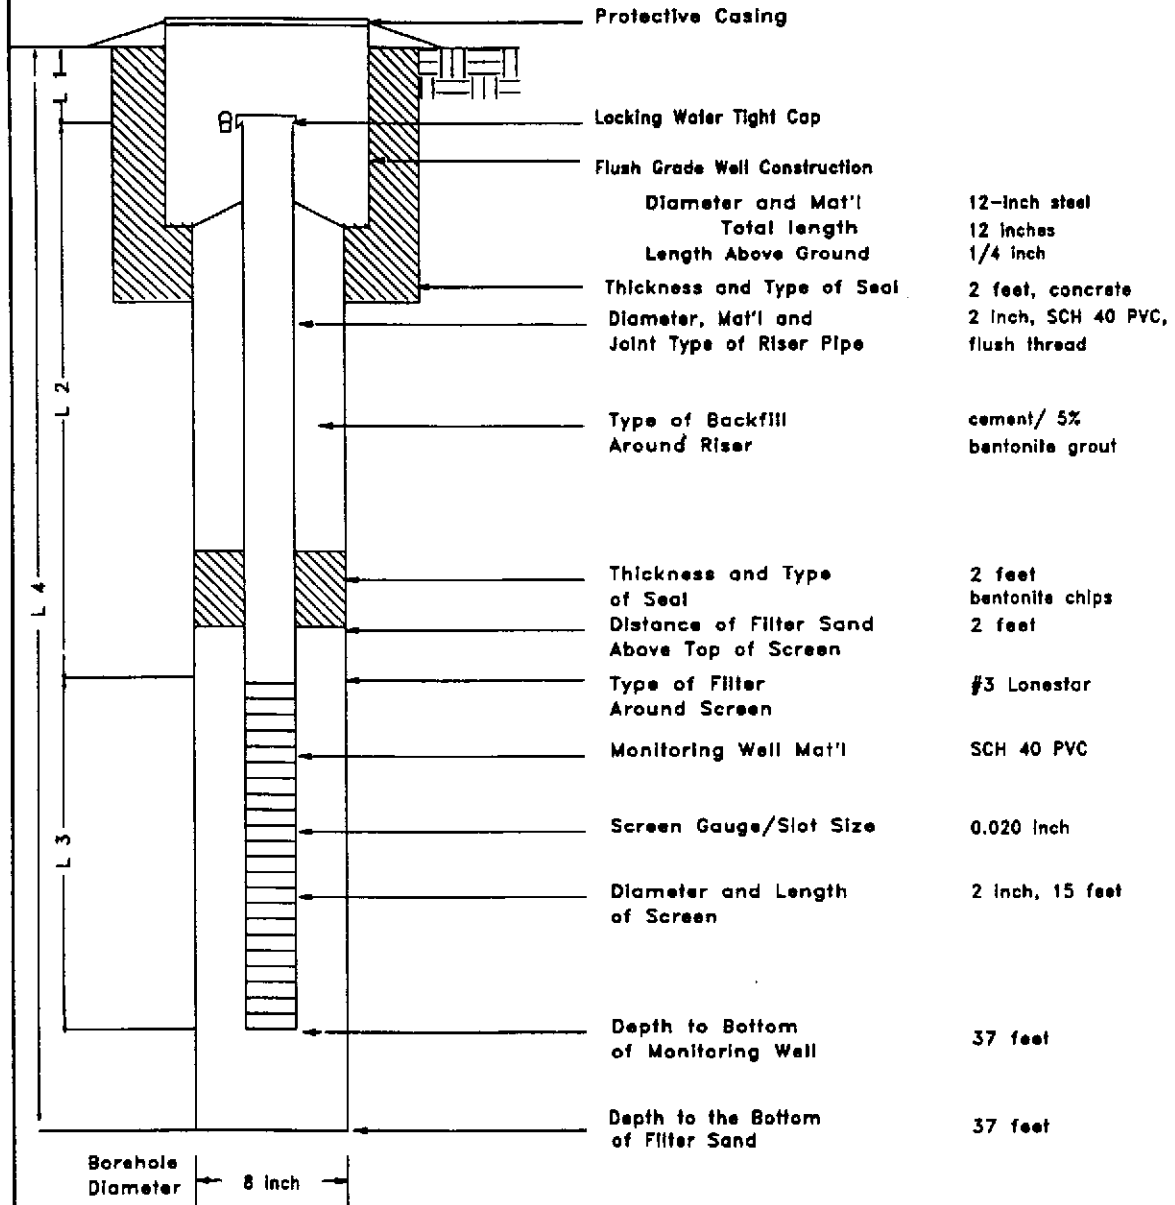 Protective Casing
L 1
Locking Water Tight Cap
Flush Grade Well Construction
Diameter and Mat'l 12-inch steel
Total length 12 inches
Length Above Ground 1/4 inch
Thickness and Type of Seal 2 feet, concrete
Diameter, Mat'l and 2 inch, SCH 40 PVC,
Joint Type of Riser Pipe flush thread
L 2
Type of Backfill cement/ 5%
Around Riser bentonite grout
L 4
Thickness and Type 2 feet
of Seal bentonite chips
Distance of Filter Sand 2 feet
Above Top of Screen
Type of Filter #3 Lonestar
Around Screen
Monitoring Well Mat'l SCH 40 PVC
L 3
Screen Gauge/Slot Size 0.020 inch
Diameter and Length 2 inch, 15 feet
of Screen
Depth to Bottom 37 feet
of Monitoring Well
Depth to the Bottom 37 feet
of Filter Sand
Borehole
Diameter 8 inch